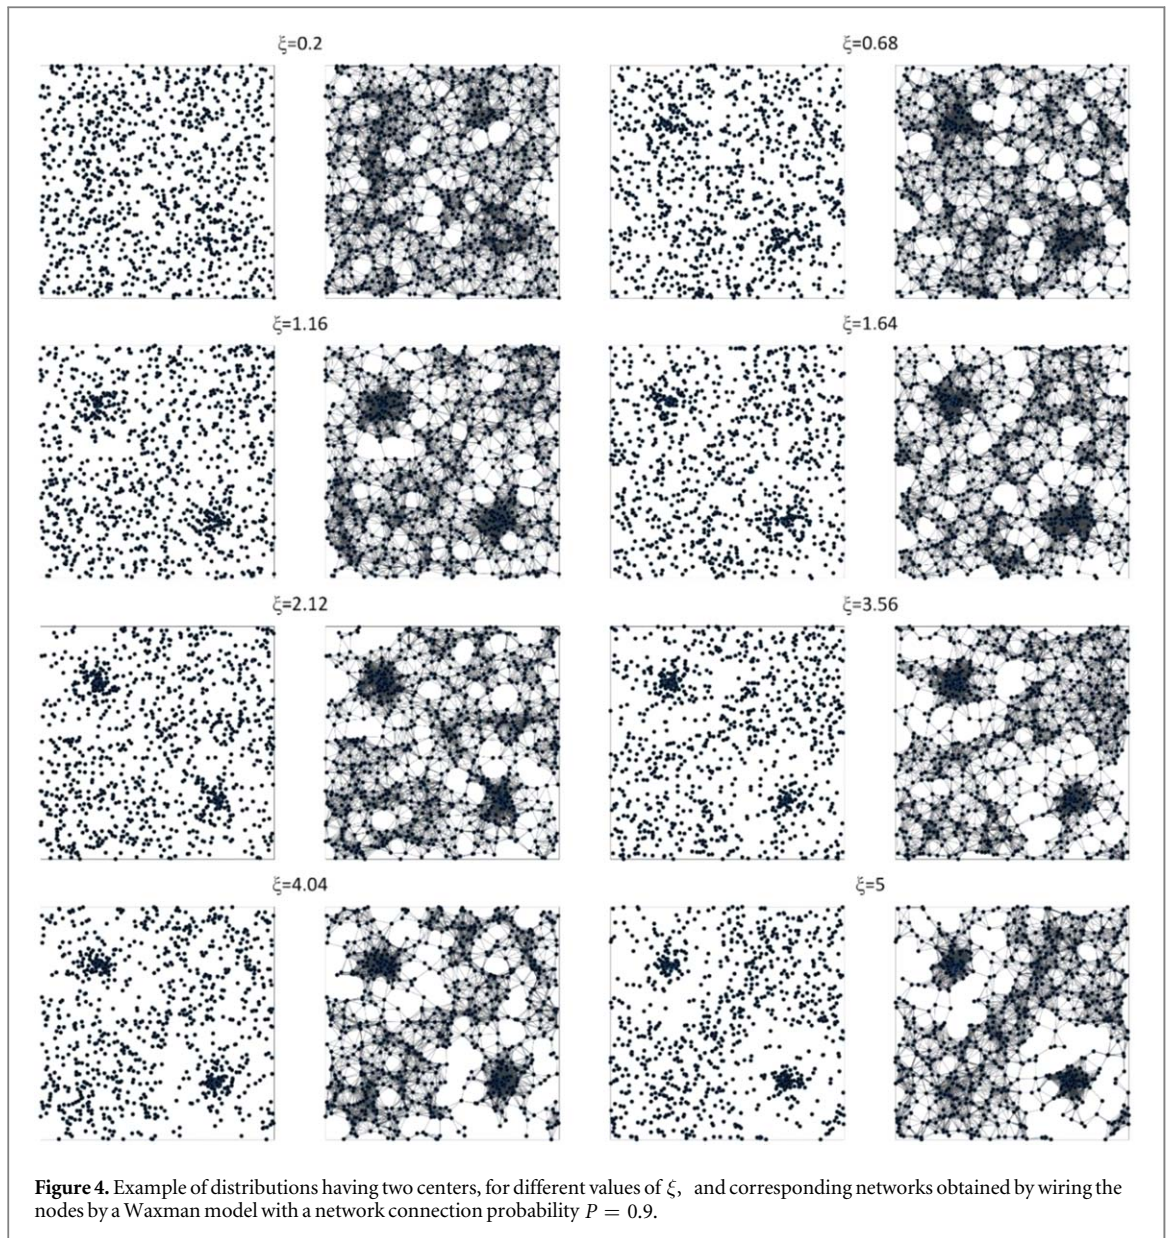 ξ=0.2
ξ=0.68
ξ=1.16
ξ=1.64
ξ=2.12
ξ=3.56
ξ=4.04
ξ=5
Figure 4. Example of distributions having two centers, for different values of ξ, and corresponding networks obtained by wiring the
nodes by a Waxman model with a network connection probability P = 0.9.